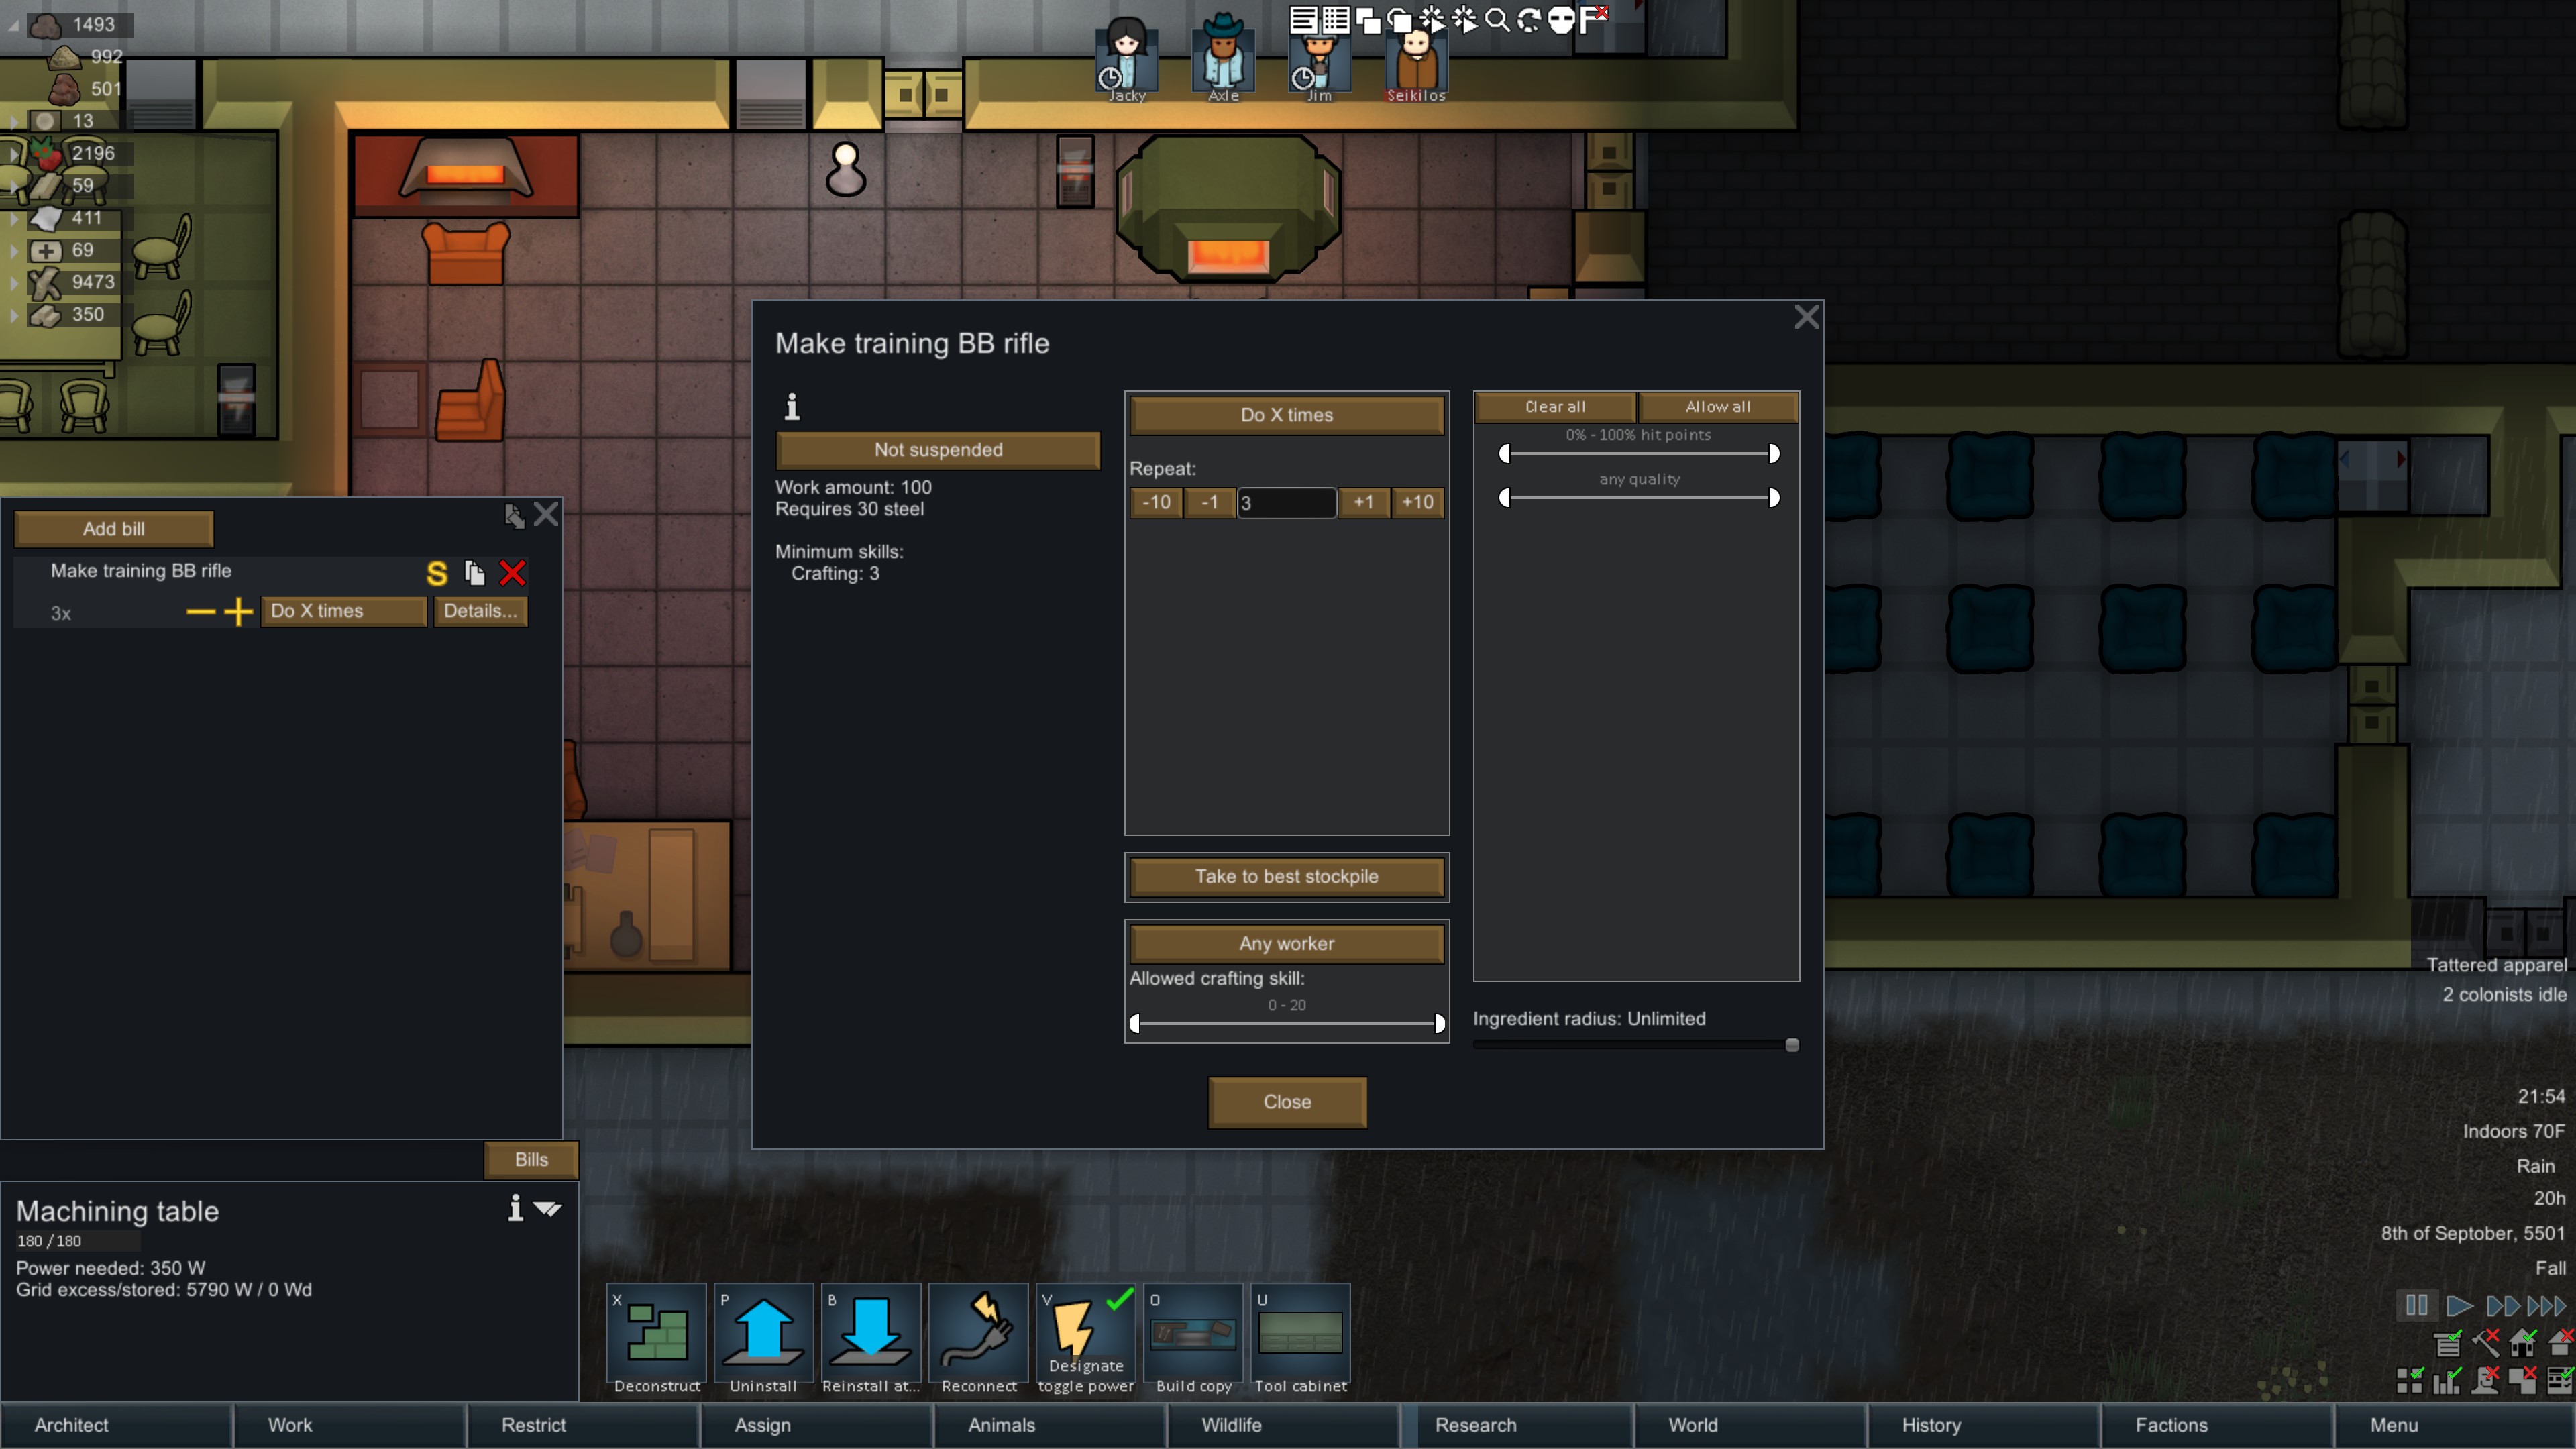 1493
992
501
13
2196
59
411
69
9473
350
Jacky
Axle
Jim
Seikilos
Make training BB rifle
Not suspended
Work amount: 100
Requires 30 steel
Minimum skills:
Crafting: 3
Do X times
Repeat:
-10 -1 3 +1 +10
Take to best stockpile
Any worker
Allowed crafting skill:
0 - 20
Clear all Allow all
0% - 100% hit points
any quality
Ingredient radius: Unlimited
Close
Add bill
Make training BB rifle S
3x Do X times Details...
Bills
Machining table
180 / 180
Power needed: 350 W
Grid excess/stored: 5790 W / 0 Wd
X
Deconstruct
P
Uninstall
B
Reinstall at...
Reconnect
V
Designate
toggle power
O
Build copy
U
Tool cabinet
Tattered apparel
2 colonists idle
21:54
Indoors 70F
Rain
20h
8th of Septober, 5501
Fall
Architect Work Restrict Assign Animals Wildlife Research World History Factions Menu